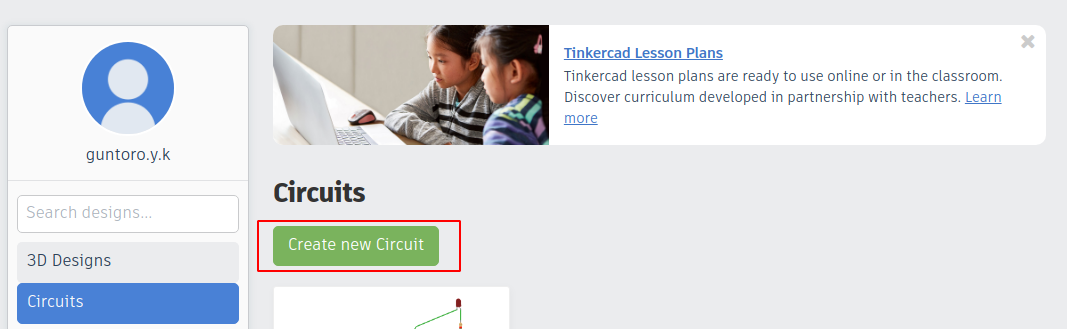 guntoro.y.k
Search designs...
3D Designs
Circuits
Tinkercad Lesson Plans
Tinkercad lesson plans are ready to use online or in the classroom.
Discover curriculum developed in partnership with teachers. Learn
more
Circuits
Create new Circuit